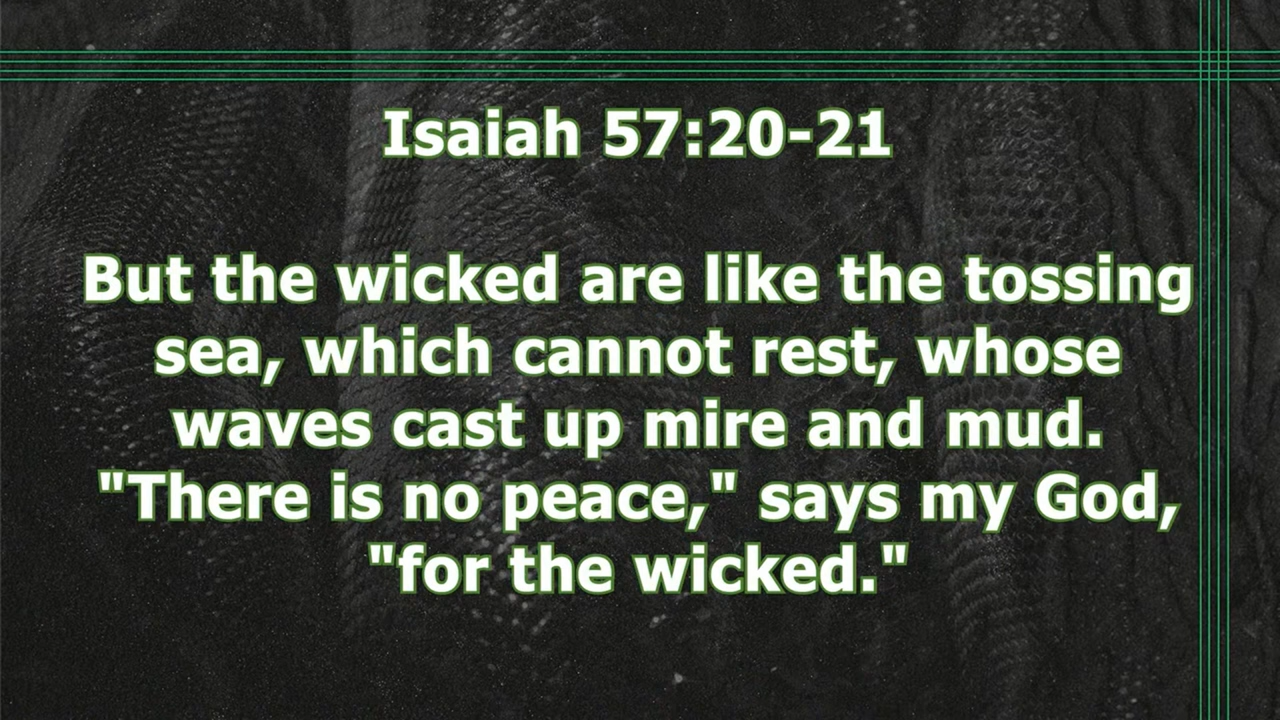 Isaiah 57:20-21
But the wicked are like the tossing
sea, which cannot rest, whose
waves cast up mire and mud.
"There is no peace," says my God,
"for the wicked."